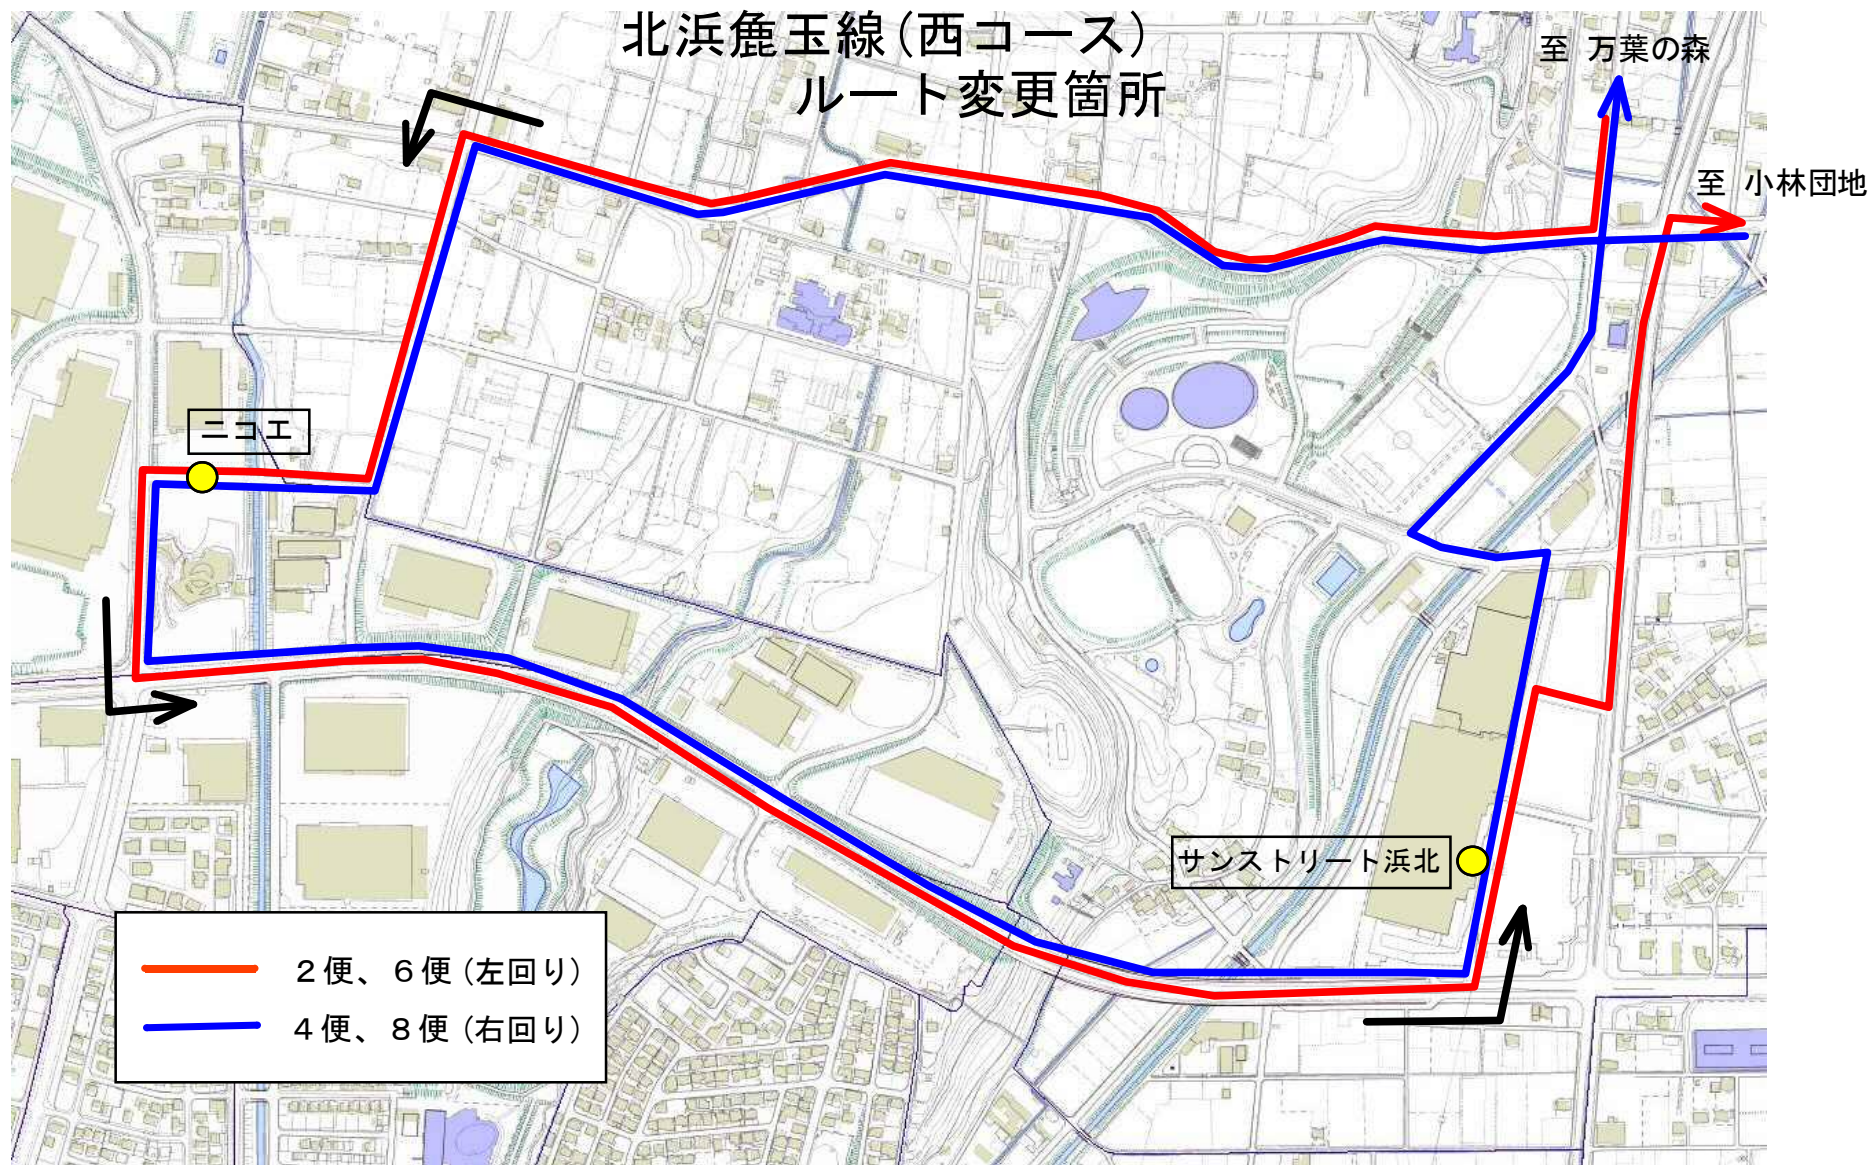 北浜麁玉線(西コース)
ルート変更箇所
至 万葉の森
至 小林団地
ニコエ
サンストリート浜北
2便、6便(左回り)
4便、8便(右回り)